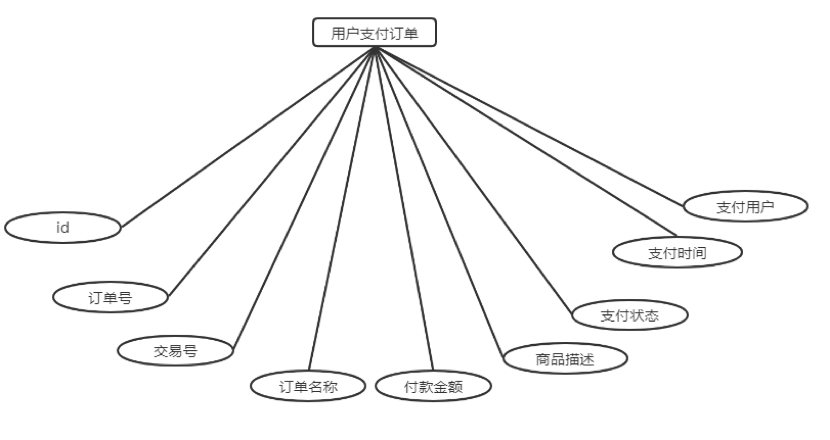 用户支付订单
id
订单号
交易号
订单名称
付款金额
商品描述
支付状态
支付时间
支付用户